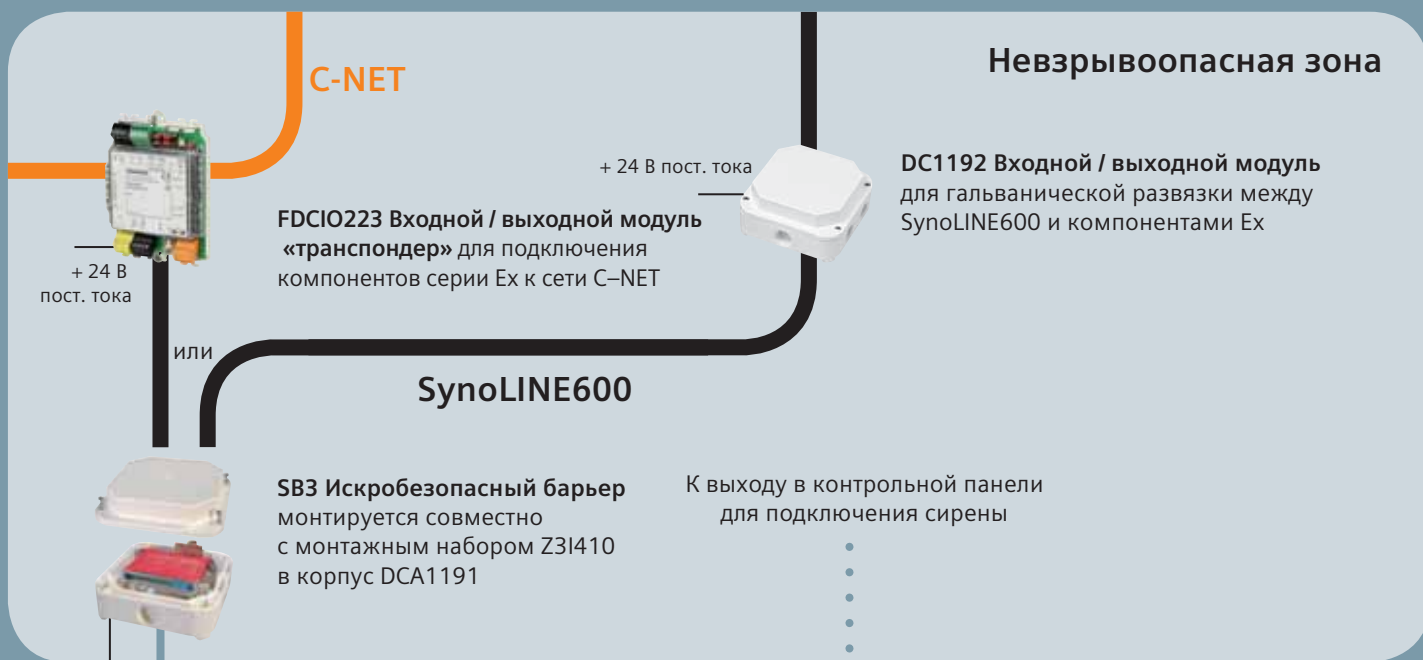 C-NET
Невзрывоопасная зона
+ 24 В пост. тока
DC1192 Входной / выходной модуль
для гальванической развязки между
SynoLINE600 и компонентами Ex
FDCIO223 Входной / выходной модуль
«транспондер» для подключения
компонентов серии Ex к сети C–NET
+ 24 В
пост. тока
или
SynoLINE600
SB3 Искробезопасный барьер
монтируется совместно
с монтажным набором Z3I410
в корпус DCA1191
К выходу в контрольной панели
для подключения сирены